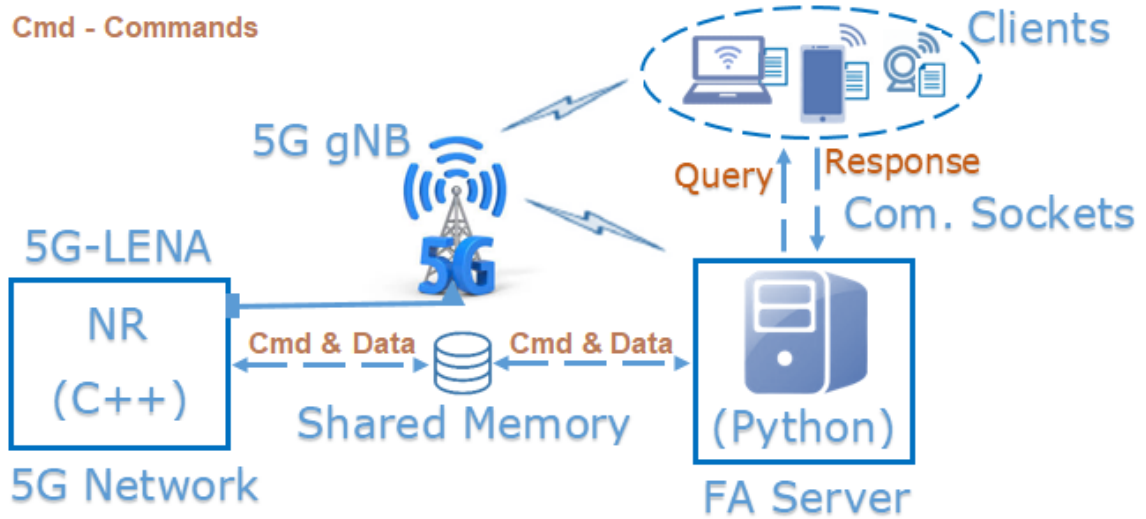 Cmd - Commands
Clients
5G gNB
Query
Response
Com. Sockets
5G-LENA
5G
NR
(C++)
Cmd & Data
Cmd & Data
Shared Memory
(Python)
5G Network
FA Server